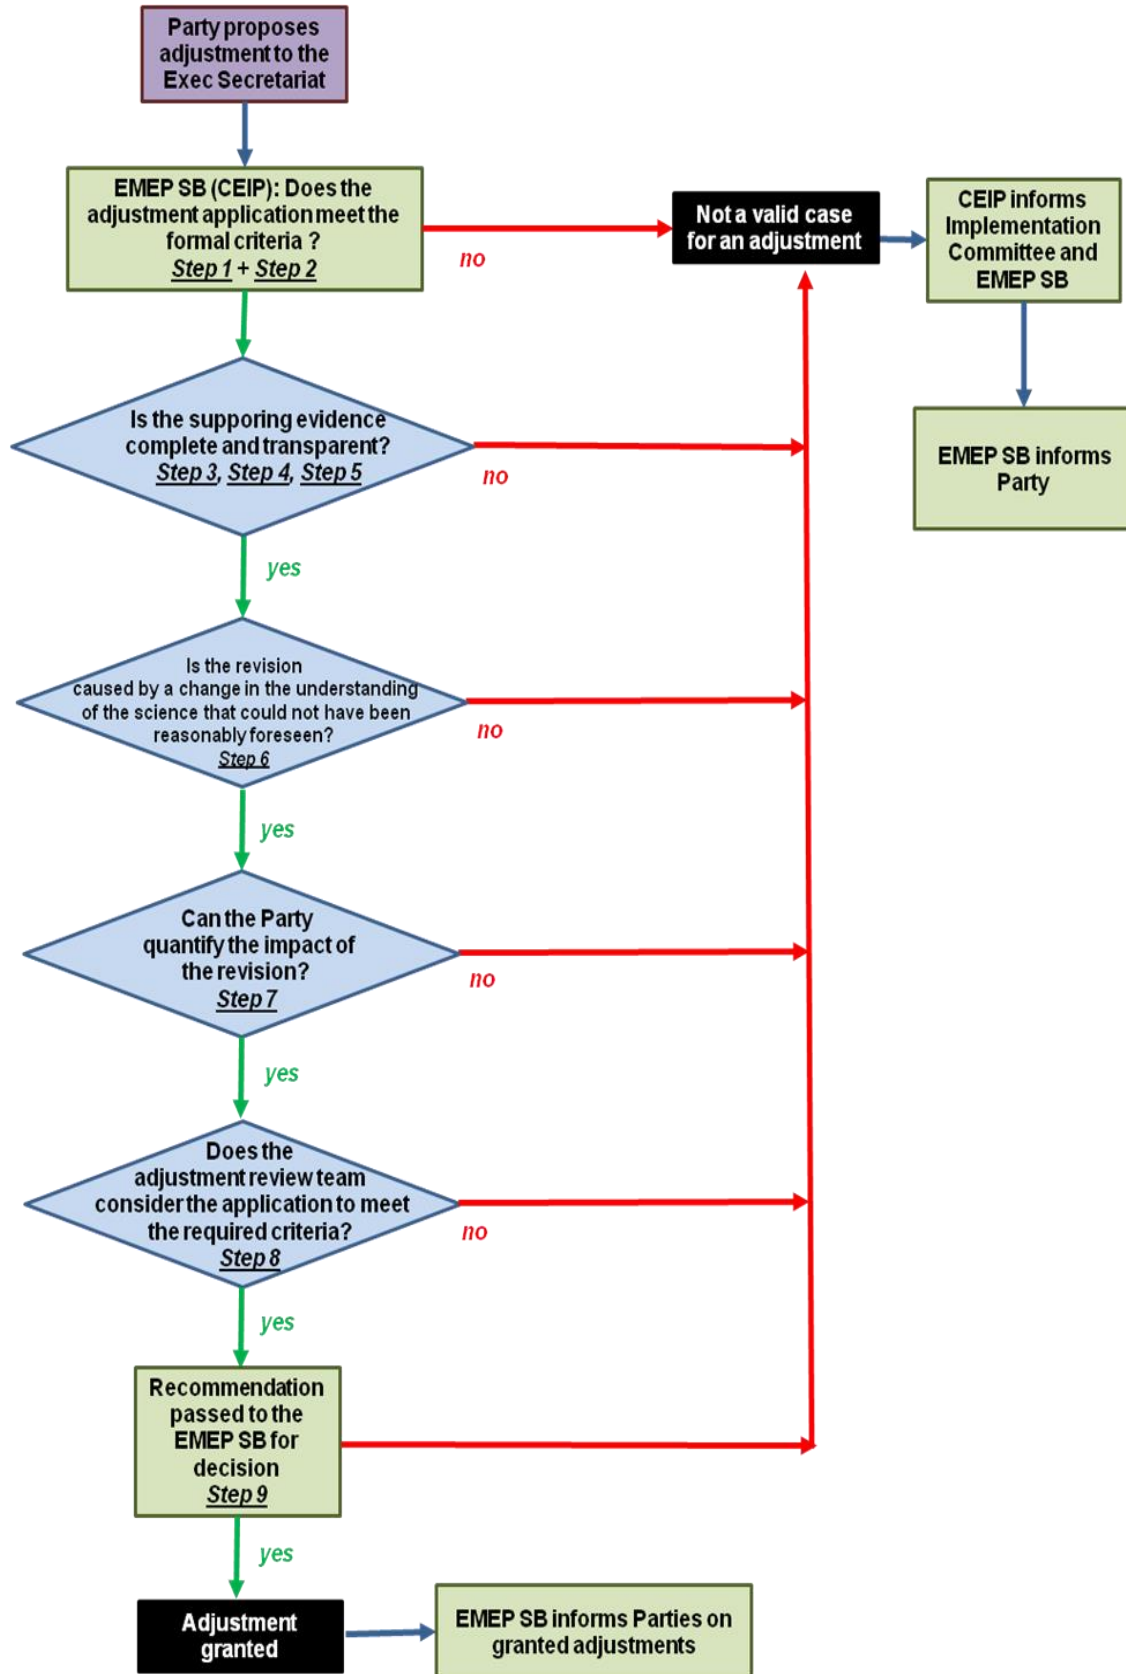 Party proposes
adjustment to the
Exec Secretariat
EMEP SB (CEIP): Does the
adjustment application meet the
formal criteria ?
Step 1 + Step 2
no
Not a valid case
for an adjustment
CEIP informs
Implementation
Committee and
EMEP SB
EMEP SB informs
Party
Is the supporing evidence
complete and transparent?
Step 3, Step 4, Step 5
no
yes
Is the revision
caused by a change in the understanding
of the science that could not have been
reasonably foreseen?
Step 6
no
yes
Can the Party
quantify the impact of
the revision?
Step 7
no
yes
Does the
adjustment review team
consider the application to meet
the required criteria?
Step 8
no
yes
Recommendation
passed to the
EMEP SB for
decision
Step 9
yes
Adjustment
granted
EMEP SB informs Parties on
granted adjustments